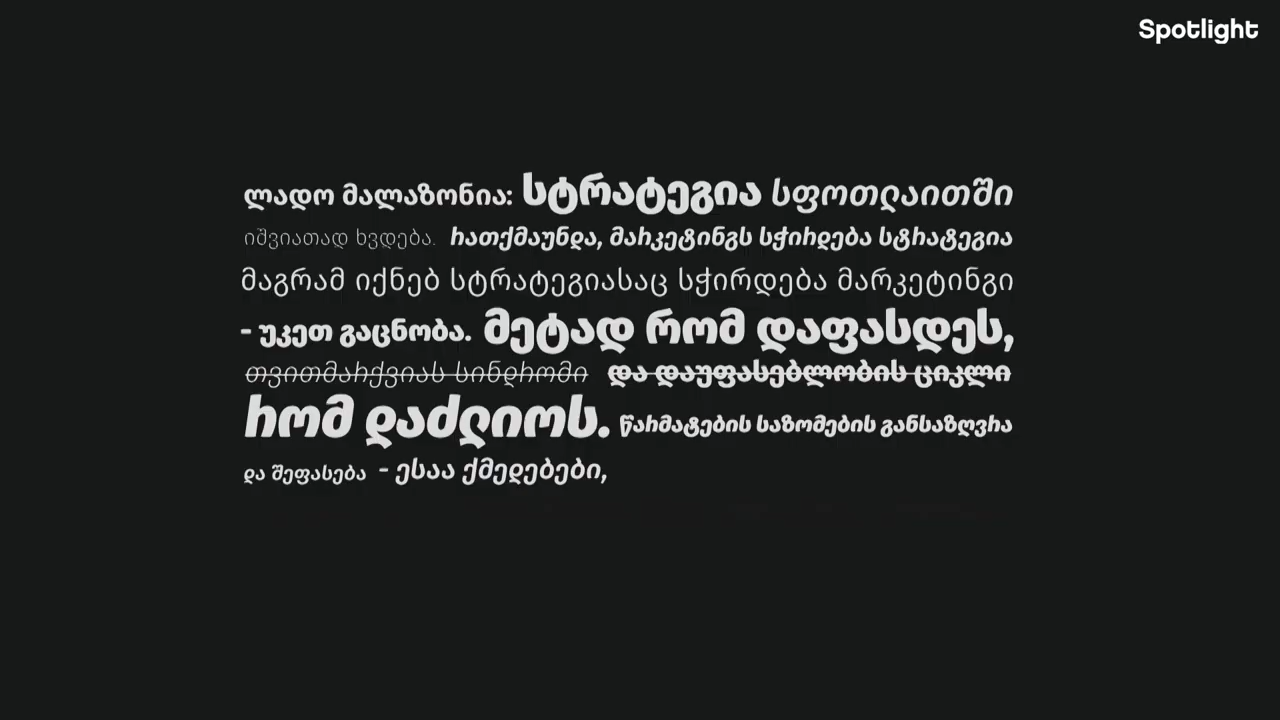 Spotlight
ლადო მალაზონია: სტრატეგია სფოთლაითში
იშვიათად ხვდება. რათქმაუნდა, მარკეტინგს სჭირდება სტრატეგია
მაგრამ იქნებ სტრატეგიასაც სჭირდება მარკეტინგი
- უკეთ გაცნობა. მეტად რომ დაფასდეს,
თვითმარქვიას სინდრომი და დაუფასებლობის ციკლი
რომ დაძლიოს. წარმატების საზომების განსაზღვრა
და შეფასება - ესაა ქმედებები,